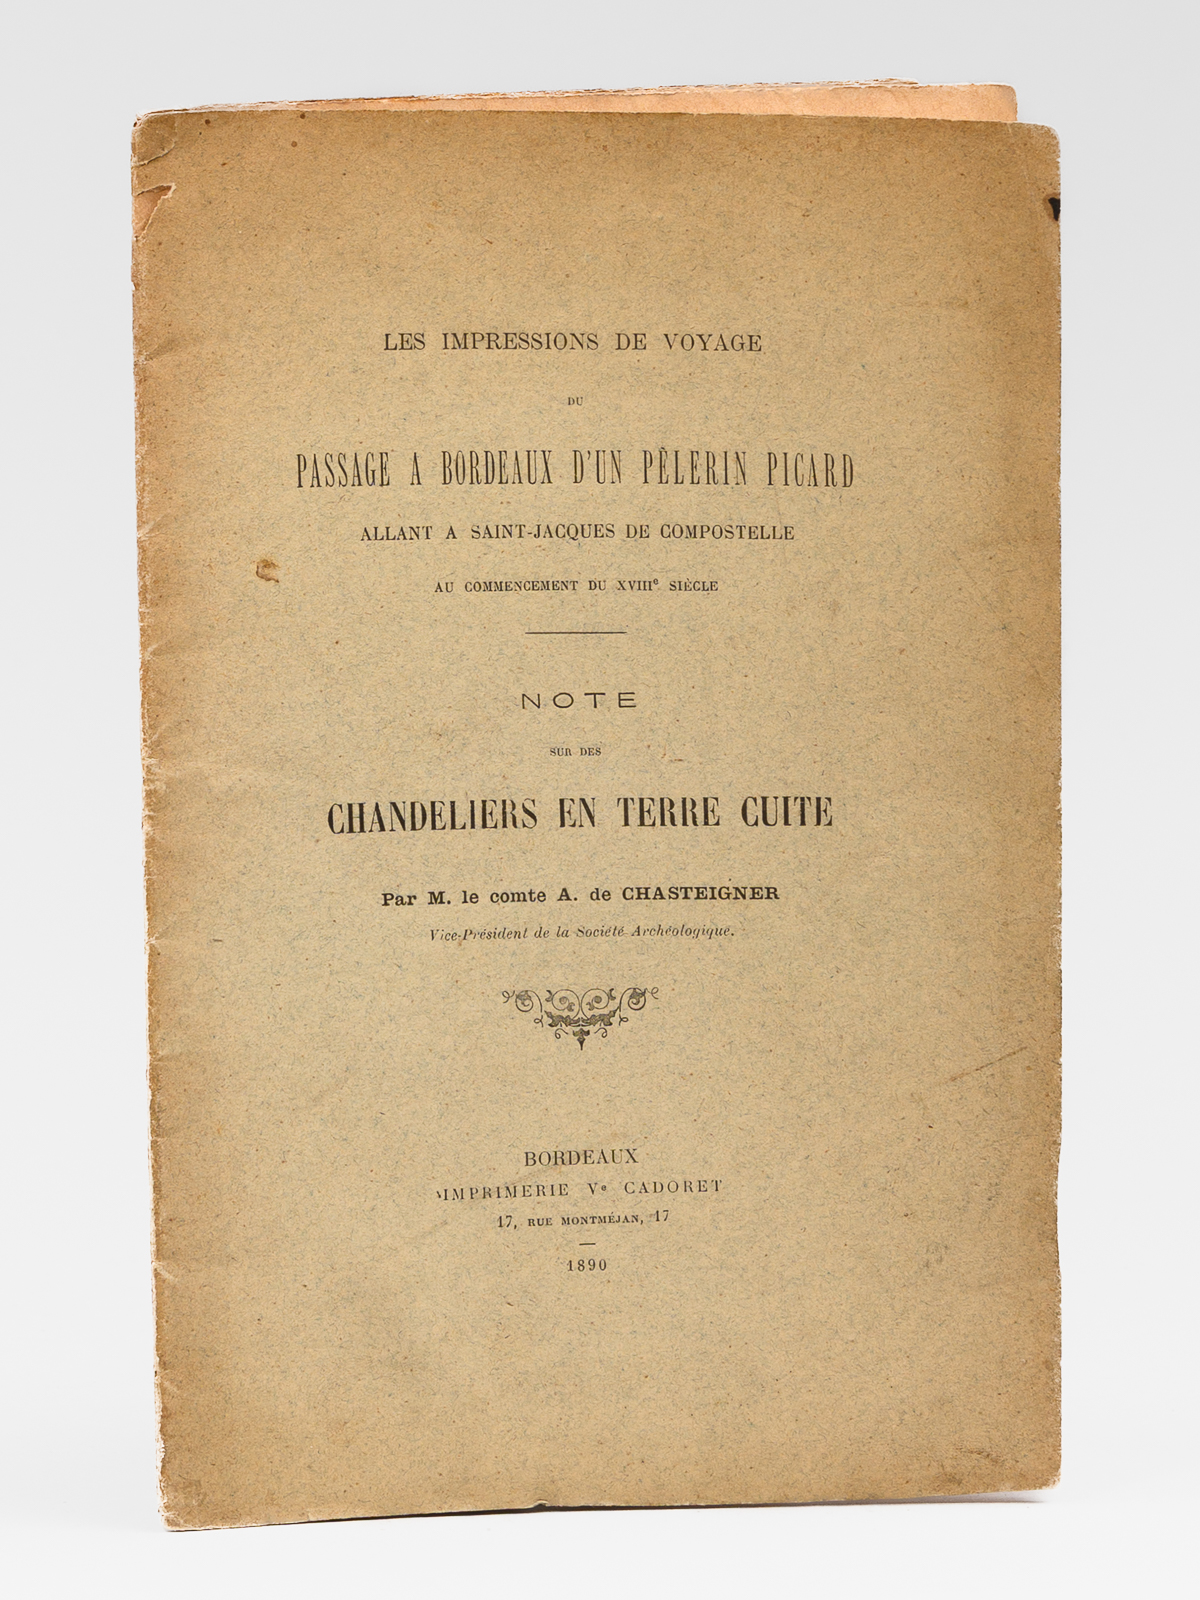 LES IMPRESSIONS DE VOYAGE
DU
PASSAGE A BORDEAUX D'UN PÈLERIN PICARD
ALLANT A SAINT-JACQUES DE COMPOSTELLE
AU COMMENCEMENT DU XVIIIe SIÈCLE
NOTE
SUR DES
CHANDELIERS EN TERRE CUITE
Par M. le comte A. de CHASTEIGNER
Vice-Président de la Société Archéologique.
BORDEAUX
IMPRIMERIE Ve CADORET
17, RUE MONTMÉJAN, 17
1890